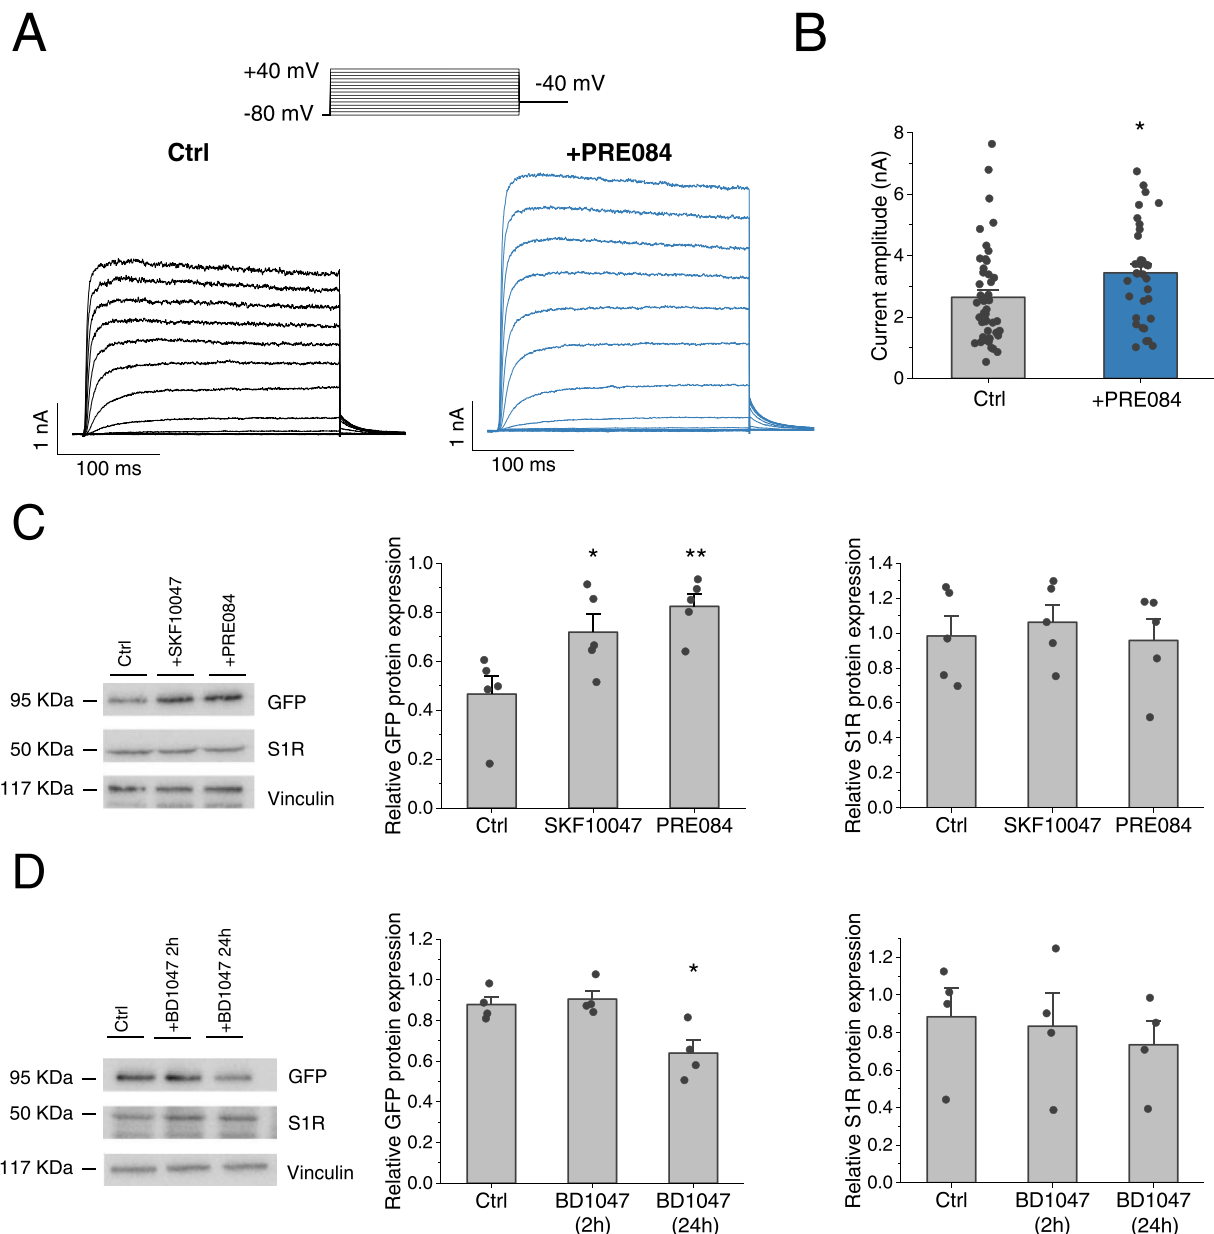 A
B
+40 mV
-80 mV
-40 mV
Ctrl
+PRE084
1 nA
100 ms
1 nA
100 ms
Current amplitude (nA)
8
6
4
2
0
*
Ctrl
+PRE084
C
Ctrl
+SKF10047
+PRE084
95 KDa
GFP
50 KDa
S1R
117 KDa
Vinculin
Relative GFP protein expression
1.0
0.8
0.6
0.4
0.2
0.0
*
**
Ctrl
SKF10047
PRE084
Relative S1R protein expression
1.4
1.2
1.0
0.8
0.6
0.4
0.2
0.0
Ctrl
SKF10047
PRE084
D
Ctrl
+BD1047 2h
+BD1047 24h
95 KDa
GFP
50 KDa
S1R
117 KDa
Vinculin
Relative GFP protein expression
1.2
1.0
0.8
0.6
0.4
0.2
0.0
*
Ctrl
BD1047
(2h)
BD1047
(24h)
Relative S1R protein expression
1.2
1.0
0.8
0.6
0.4
0.2
0.0
Ctrl
BD1047
(2h)
BD1047
(24h)